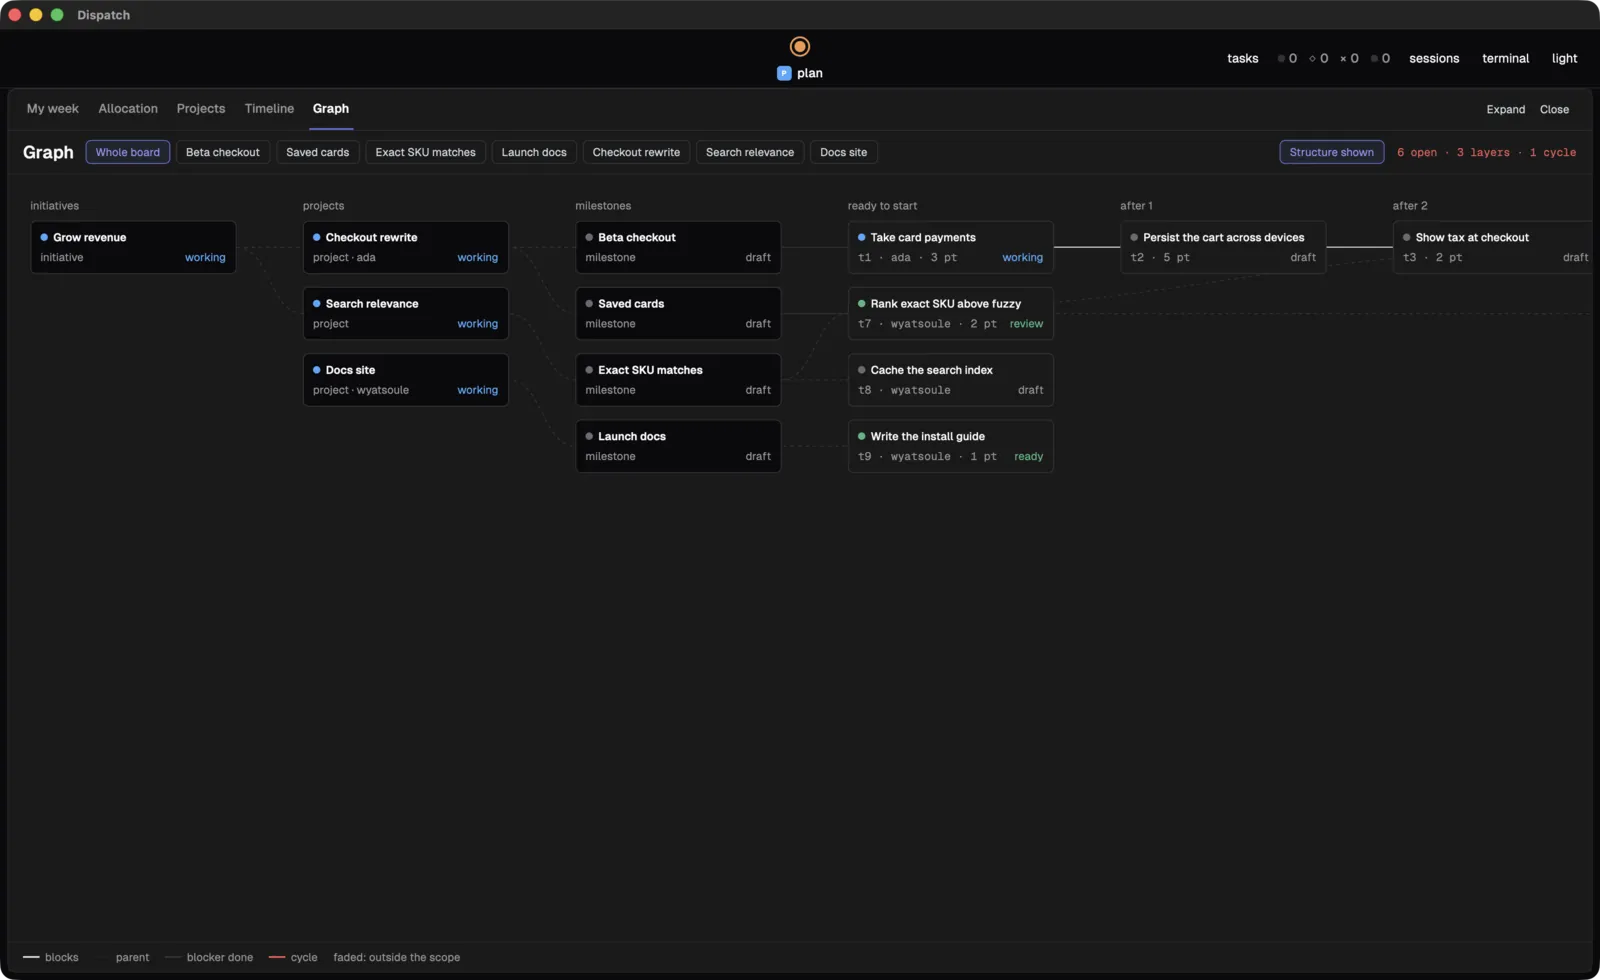 Dispatch
P plan
tasks 0 0 × 0 0 sessions terminal light
My week Allocation Projects Timeline Graph Expand Close
Graph Whole board Beta checkout Saved cards Exact SKU matches Launch docs Checkout rewrite Search relevance Docs site Structure shown 6 open · 3 layers · 1 cycle
initiatives projects milestones ready to start after 1 after 2
Grow revenue Checkout rewrite Beta checkout Take card payments Persist the cart across devices Show tax at checkout
initiative working project · ada working milestone draft t1 · ada · 3 pt working t2 · 5 pt draft t3 · 2 pt draft
Search relevance Saved cards Rank exact SKU above fuzzy
project working milestone draft t7 · wyatsoule · 2 pt review
Docs site Exact SKU matches Cache the search index
project · wyatsoule working milestone draft t8 · wyatsoule draft
Launch docs Write the install guide
milestone draft t9 · wyatsoule · 1 pt ready
blocks parent blocker done cycle faded: outside the scope